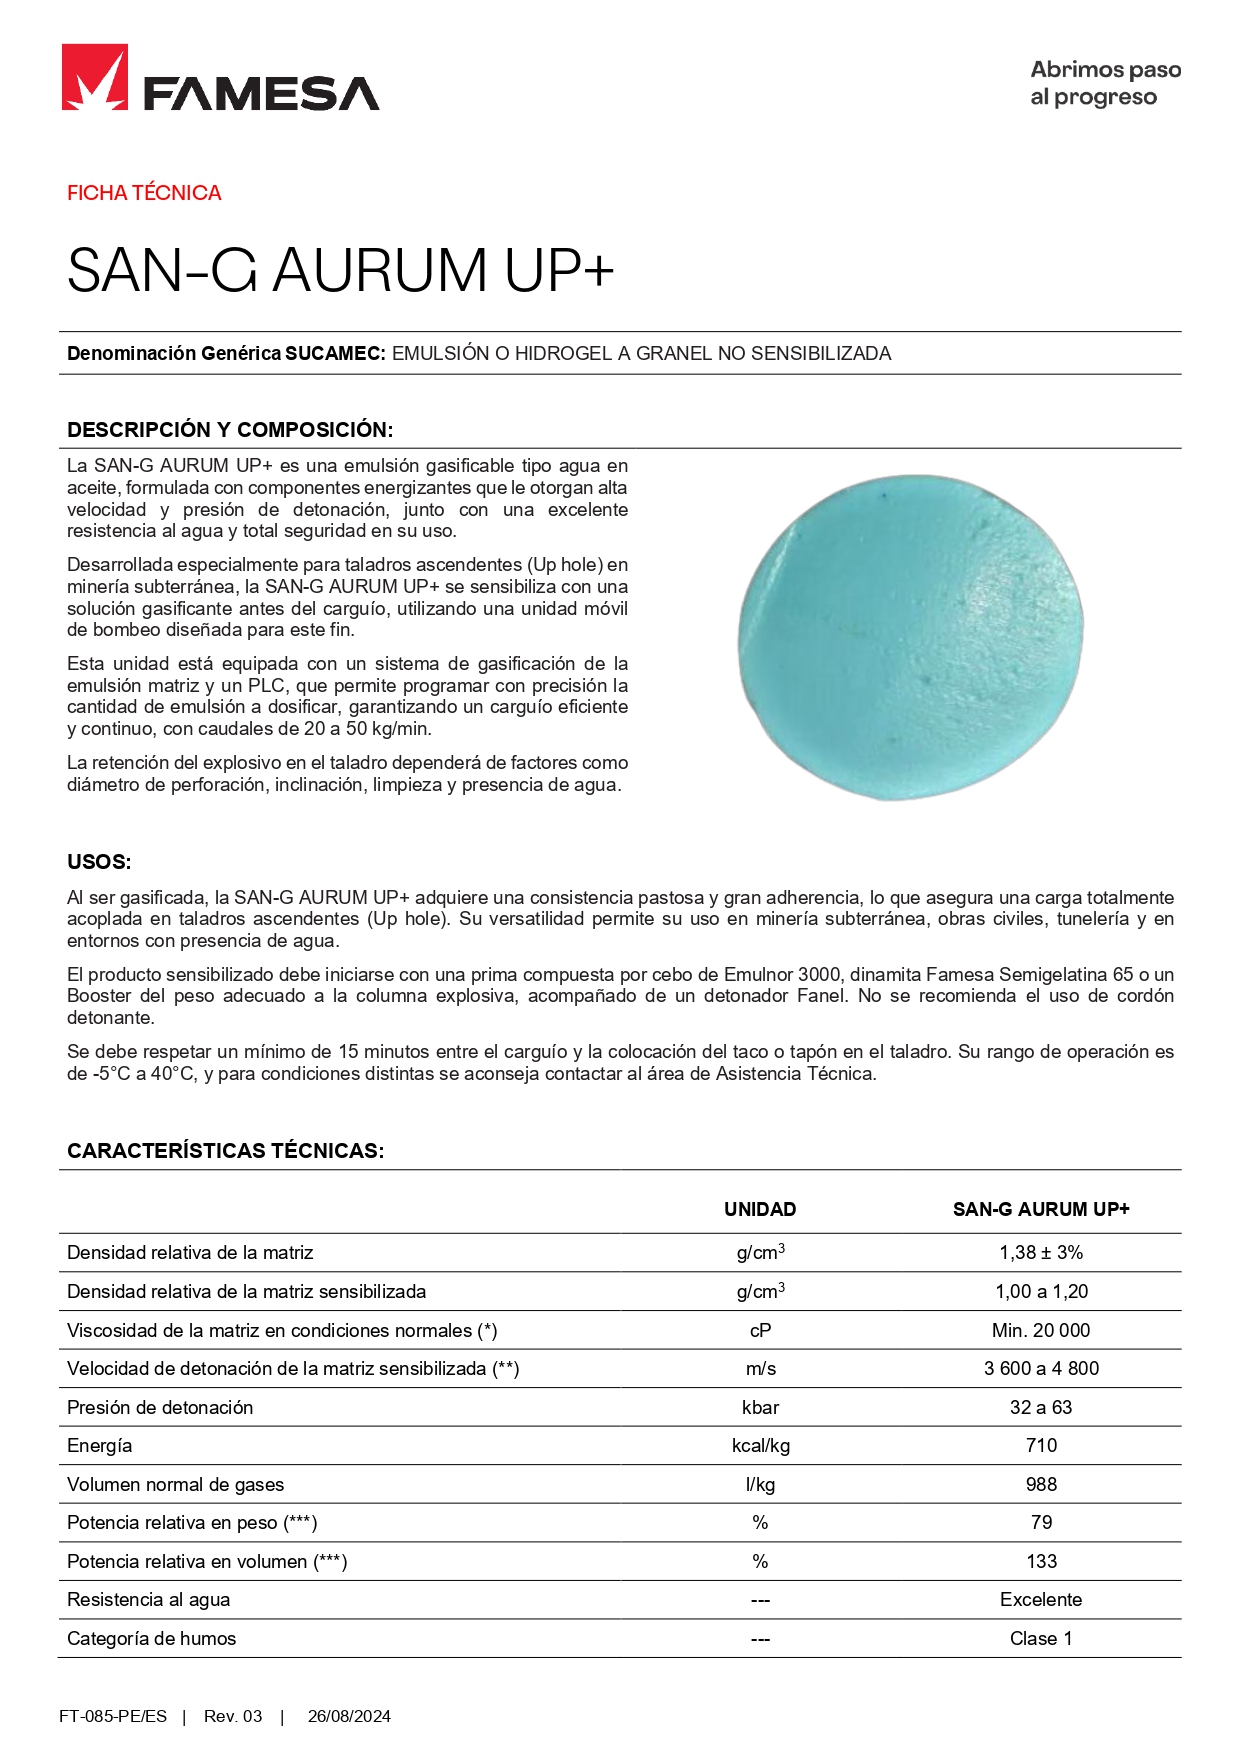 FAMESA
Abrimos paso
al progreso
FICHA TÉCNICA
SAN-G AURUM UP+
Denominación Genérica SUCAMEC: EMULSIÓN O HIDROGEL A GRANEL NO SENSIBILIZADA
DESCRIPCIÓN Y COMPOSICIÓN:
La SAN-G AURUM UP+ es una emulsión gasificable tipo agua en
aceite, formulada con componentes energizantes que le otorgan alta
velocidad y presión de detonación, junto con una excelente
resistencia al agua y total seguridad en su uso.
Desarrollada especialmente para taladros ascendentes (Up hole) en
minería subterránea, la SAN-G AURUM UP+ se sensibiliza con una
solución gasificante antes del carguío, utilizando una unidad móvil
de bombeo diseñada para este fin.
Esta unidad está equipada con un sistema de gasificación de la
emulsión matriz y un PLC, que permite programar con precisión la
cantidad de emulsión a dosificar, garantizando un carguío eficiente
y continuo, con caudales de 20 a 50 kg/min.
La retención del explosivo en el taladro dependerá de factores como
diámetro de perforación, inclinación, limpieza y presencia de agua.
USOS:
Al ser gasificada, la SAN-G AURUM UP+ adquiere una consistencia pastosa y gran adherencia, lo que asegura una carga totalmente
acoplada en taladros ascendentes (Up hole). Su versatilidad permite su uso en minería subterránea, obras civiles, tunelería y en
entornos con presencia de agua.
El producto sensibilizado debe iniciarse con una prima compuesta por cebo de Emulnor 3000, dinamita Famesa Semigelatina 65 o un
Booster del peso adecuado a la columna explosiva, acompañado de un detonador Fanel. No se recomienda el uso de cordón
detonante.
Se debe respetar un mínimo de 15 minutos entre el carguío y la colocación del taco o tapón en el taladro. Su rango de operación es
de -5°C a 40°C, y para condiciones distintas se aconseja contactar al área de Asistencia Técnica.
CARACTERÍSTICAS TÉCNICAS:
UNIDAD SAN-G AURUM UP+
Densidad relativa de la matriz g/cm³ 1,38 ± 3%
Densidad relativa de la matriz sensibilizada g/cm³ 1,00 a 1,20
Viscosidad de la matriz en condiciones normales (*) cP Min. 20 000
Velocidad de detonación de la matriz sensibilizada (**) m/s 3 600 a 4 800
Presión de detonación kbar 32 a 63
Energía kcal/kg 710
Volumen normal de gases l/kg 988
Potencia relativa en peso (***) % 79
Potencia relativa en volumen (***) % 133
Resistencia al agua --- Excelente
Categoría de humos --- Clase 1
FT-085-PE/ES | Rev. 03 | 26/08/2024